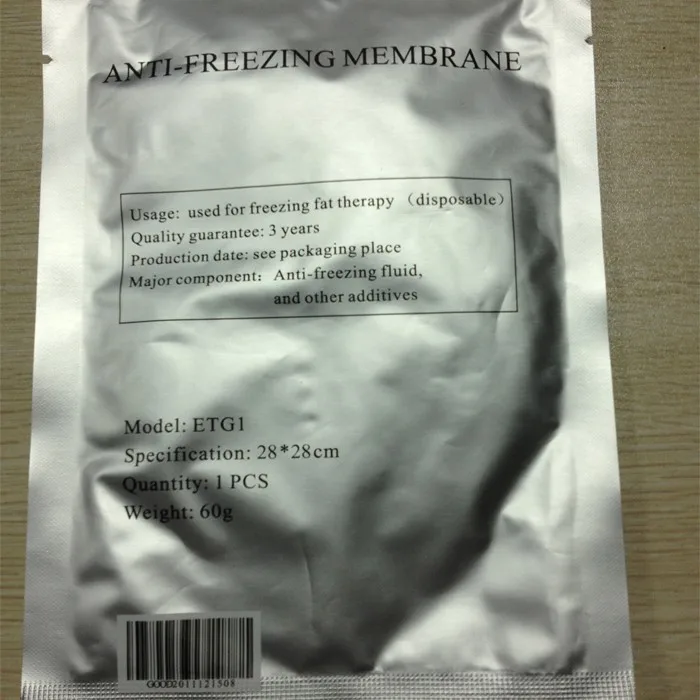 ANTI-FREEZING MEMBRANE
Usage: used for freezing fat therapy （disposable）
Quality guarantee: 3 years
Production date: see packaging place
Major component: Anti-freezing fluid,
and other additives
Model: ETG1
Specification: 28*28cm
Quantity: 1 PCS
Weight: 60g
GOOD2011121508